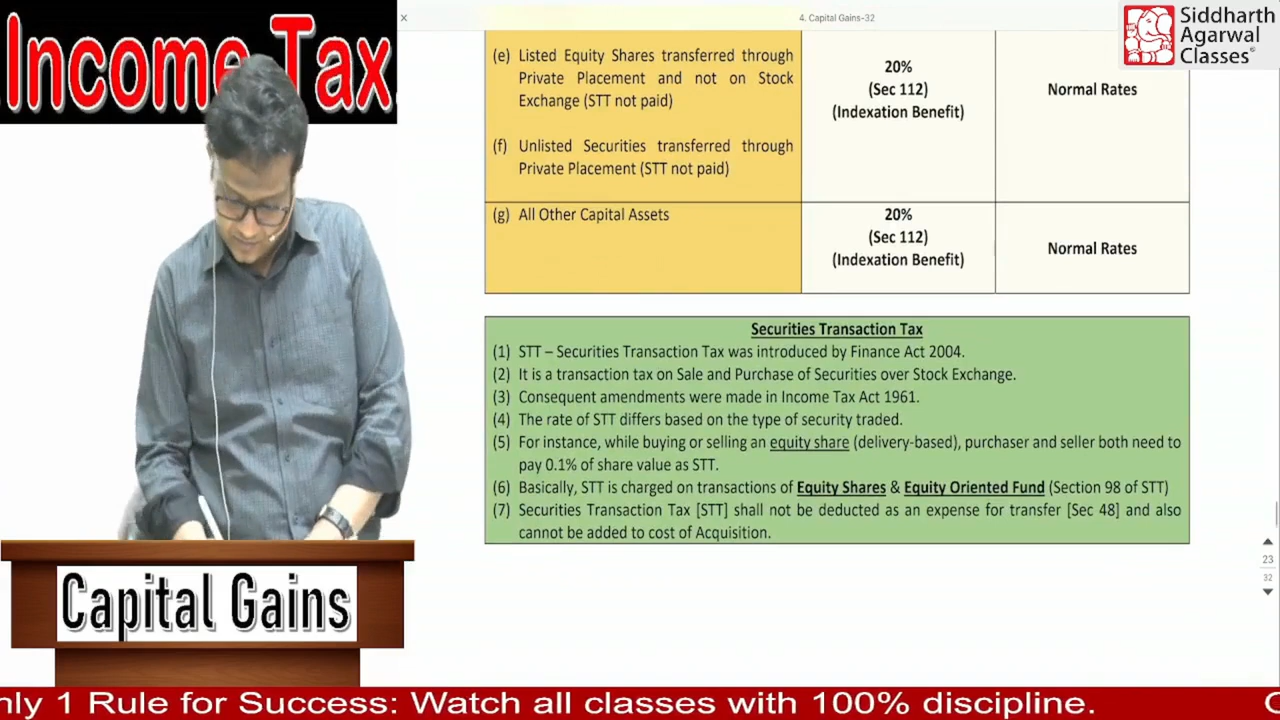 Income Tax
4. Capital Gains-32
Siddharth
Agarwal
Classes
(e) Listed Equity Shares transferred through
Private Placement and not on Stock
Exchange (STT not paid)
20%
(Sec 112)
(Indexation Benefit)
Normal Rates
(f) Unlisted Securities transferred through
Private Placement (STT not paid)
(g) All Other Capital Assets
20%
(Sec 112)
(Indexation Benefit)
Normal Rates
Securities Transaction Tax
(1) STT – Securities Transaction Tax was introduced by Finance Act 2004.
(2) It is a transaction tax on Sale and Purchase of Securities over Stock Exchange.
(3) Consequent amendments were made in Income Tax Act 1961.
(4) The rate of STT differs based on the type of security traded.
(5) For instance, while buying or selling an equity share (delivery-based), purchaser and seller both need to
pay 0.1% of share value as STT.
(6) Basically, STT is charged on transactions of Equity Shares & Equity Oriented Fund (Section 98 of STT)
(7) Securities Transaction Tax [STT] shall not be deducted as an expense for transfer [Sec 48] and also
cannot be added to cost of Acquisition.
23
32
Capital Gains
nly 1 Rule for Success: Watch all classes with 100% discipline.